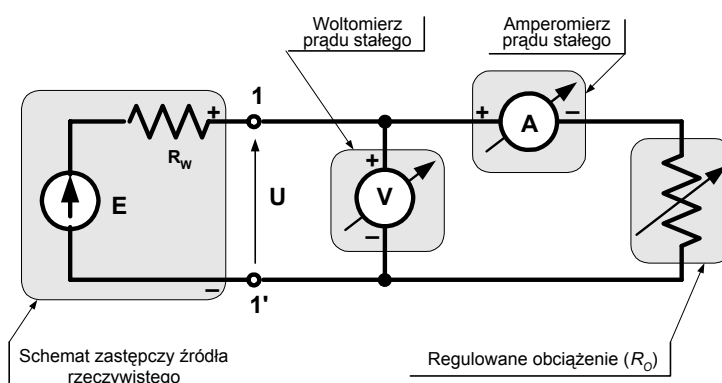 Woltomierz
prądu stałego
Amperomierz
prądu stałego
1
+
+
A
−
R_W
+
V
−
E
U
−
1'
Schemat zastępczy źródła
rzeczywistego
Regulowane obciążenie (R_O)